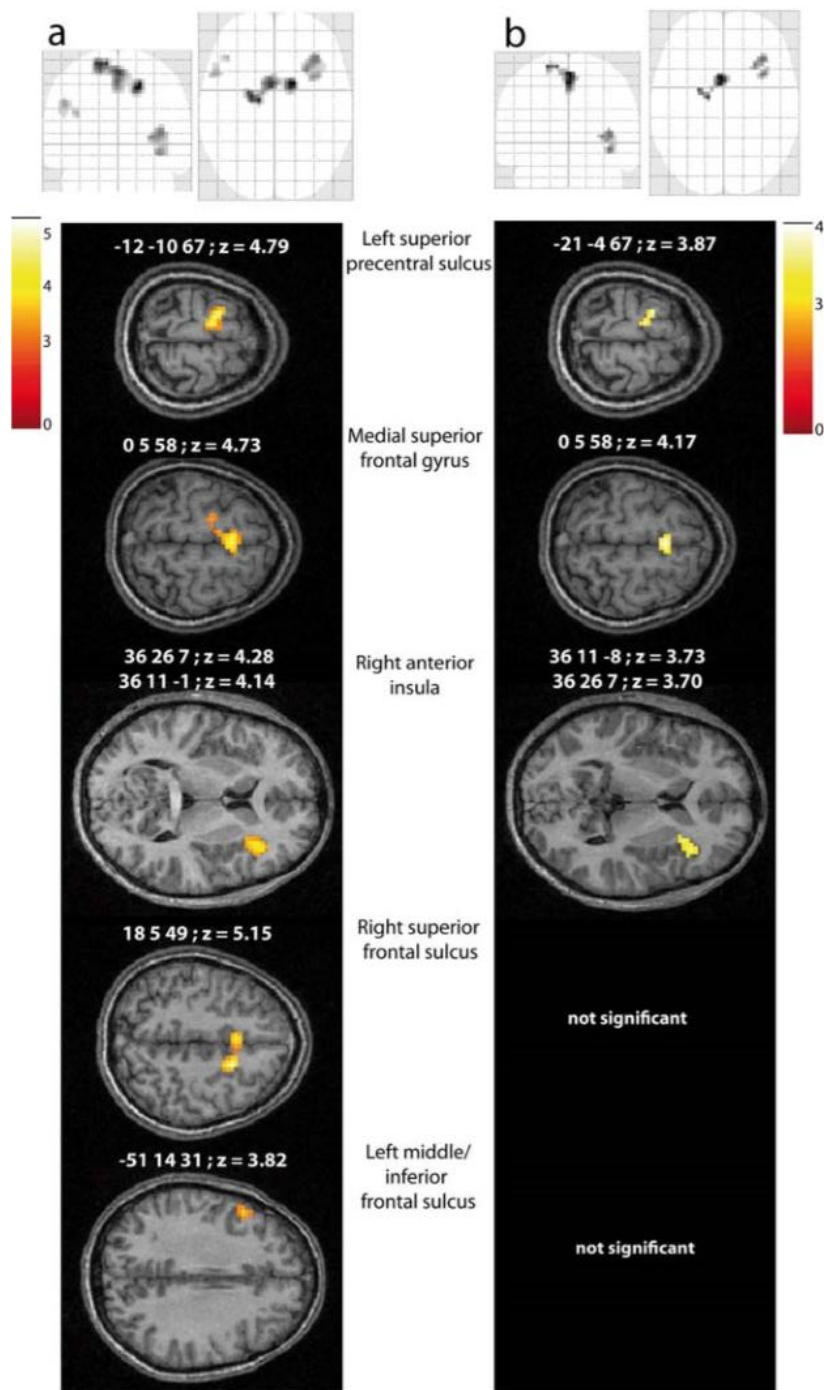 a
b
5
4
3
2
1
0
4
3
2
1
0
-12 -10 67 ; z = 4.79
Left superior
precentral sulcus
-21 -4 67 ; z = 3.87
0 5 58 ; z = 4.73
Medial superior
frontal gyrus
0 5 58 ; z = 4.17
36 26 7 ; z = 4.28
36 11 -1 ; z = 4.14
Right anterior
insula
36 11 -8 ; z = 3.73
36 26 7 ; z = 3.70
18 5 49 ; z = 5.15
Right superior
frontal sulcus
not significant
-51 14 31 ; z = 3.82
Left middle/
inferior
frontal sulcus
not significant